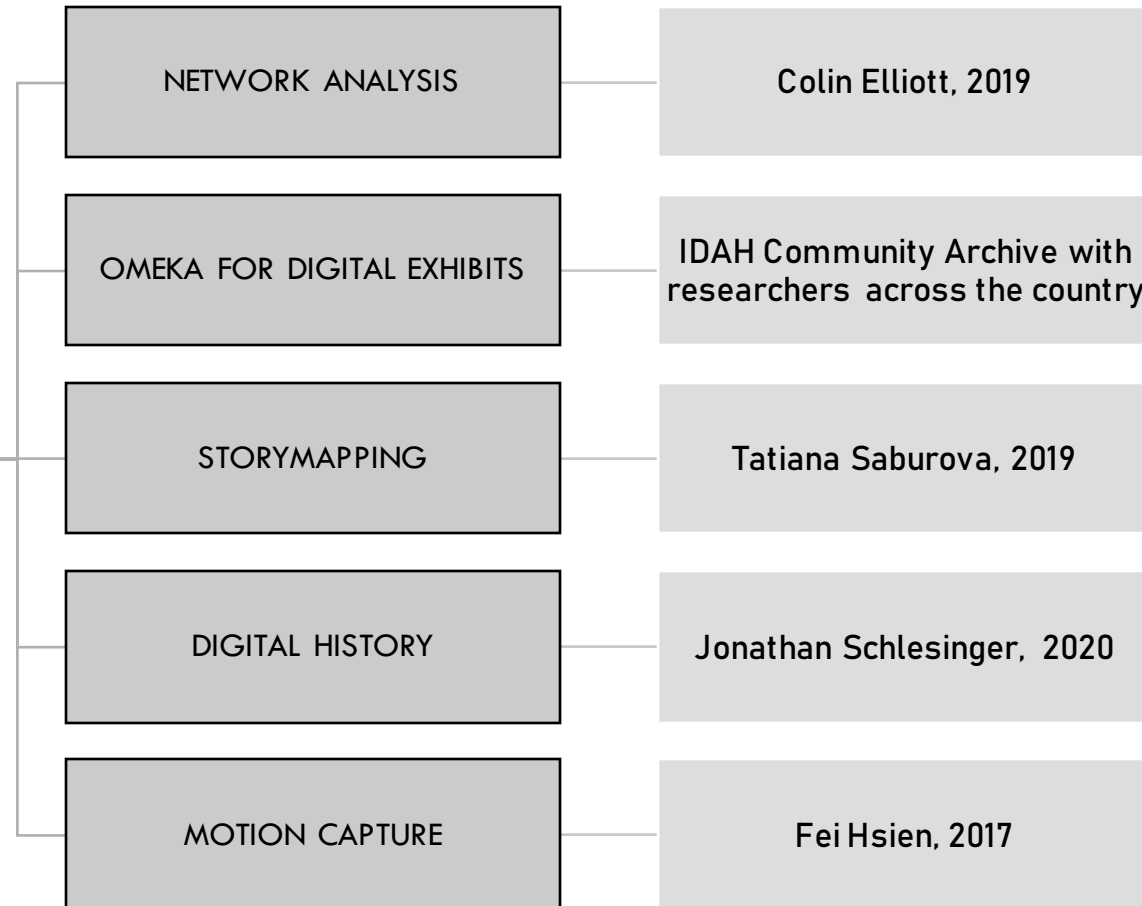 NETWORK ANALYSIS
Colin Elliott, 2019
OMEKA FOR DIGITAL EXHIBITS
IDAH Community Archive with
researchers across the country
STORYMAPPING
Tatiana Saburova, 2019
DIGITAL HISTORY
Jonathan Schlesinger, 2020
MOTION CAPTURE
Fei Hsien, 2017